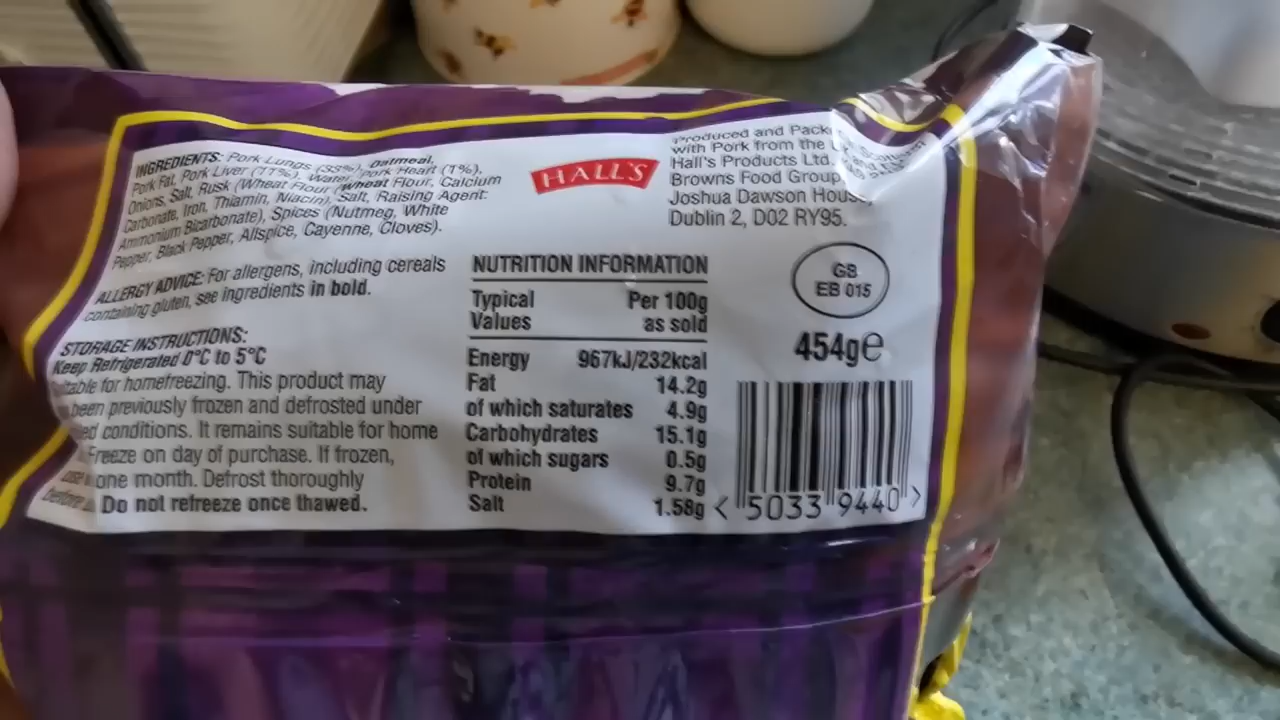 INGREDIENTS: Pork Lungs (33%), Oatmeal,
Pork Fat, Pork Liver (11%), Water, Pork Heart (1%),
Onions, Salt, Rusk (Wheat Flour (Wheat Flour, Calcium
Carbonate, Iron, Thiamin, Niacin), Salt, Raising Agent:
Ammonium Bicarbonate), Spices (Nutmeg, White
Pepper, Black Pepper, Allspice, Cayenne, Cloves).
ALLERGY ADVICE: For allergens, including cereals
containing gluten, see ingredients in bold.
STORAGE INSTRUCTIONS:
Keep Refrigerated 0°C to 5°C
table for homefreezing. This product may
been previously frozen and defrosted under
ed conditions. It remains suitable for home
Freeze on day of purchase. If frozen,
one month. Defrost thoroughly
Do not refreeze once thawed.
HALL'S
Produced and Pack
with Pork from the
Hall's Products Ltd.
Browns Food Group
Joshua Dawson House
Dublin 2, D02 RY95.
NUTRITION INFORMATION
Typical Per 100g
Values as sold
Energy 967kJ/232kcal
Fat 14.2g
of which saturates 4.9g
Carbohydrates 15.1g
of which sugars 0.5g
Protein 9.7g
Salt 1.58g
GB
EB 015
454g℮
< 5033 9440 >